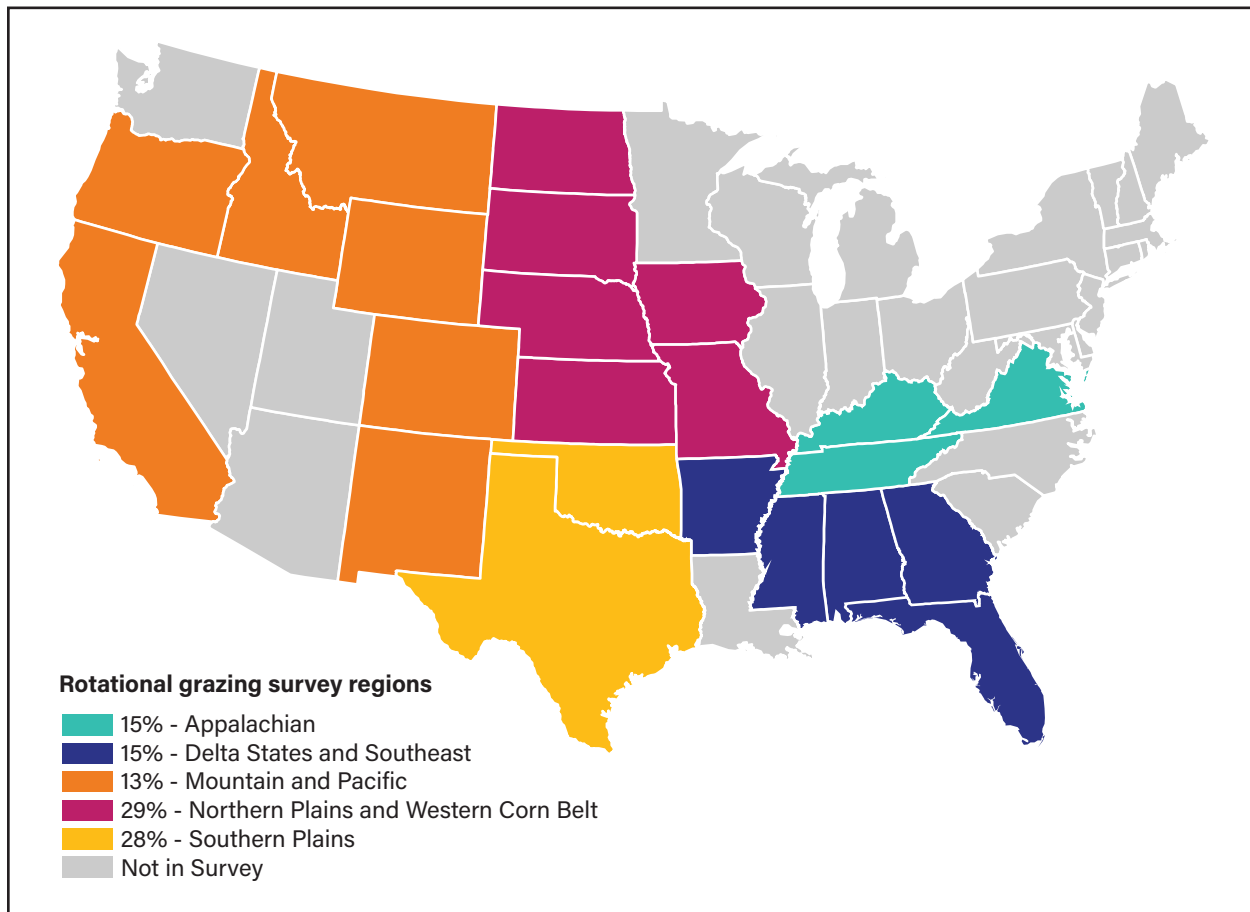 Rotational grazing survey regions
15% - Appalachian
15% - Delta States and Southeast
13% - Mountain and Pacific
29% - Northern Plains and Western Corn Belt
28% - Southern Plains
Not in Survey